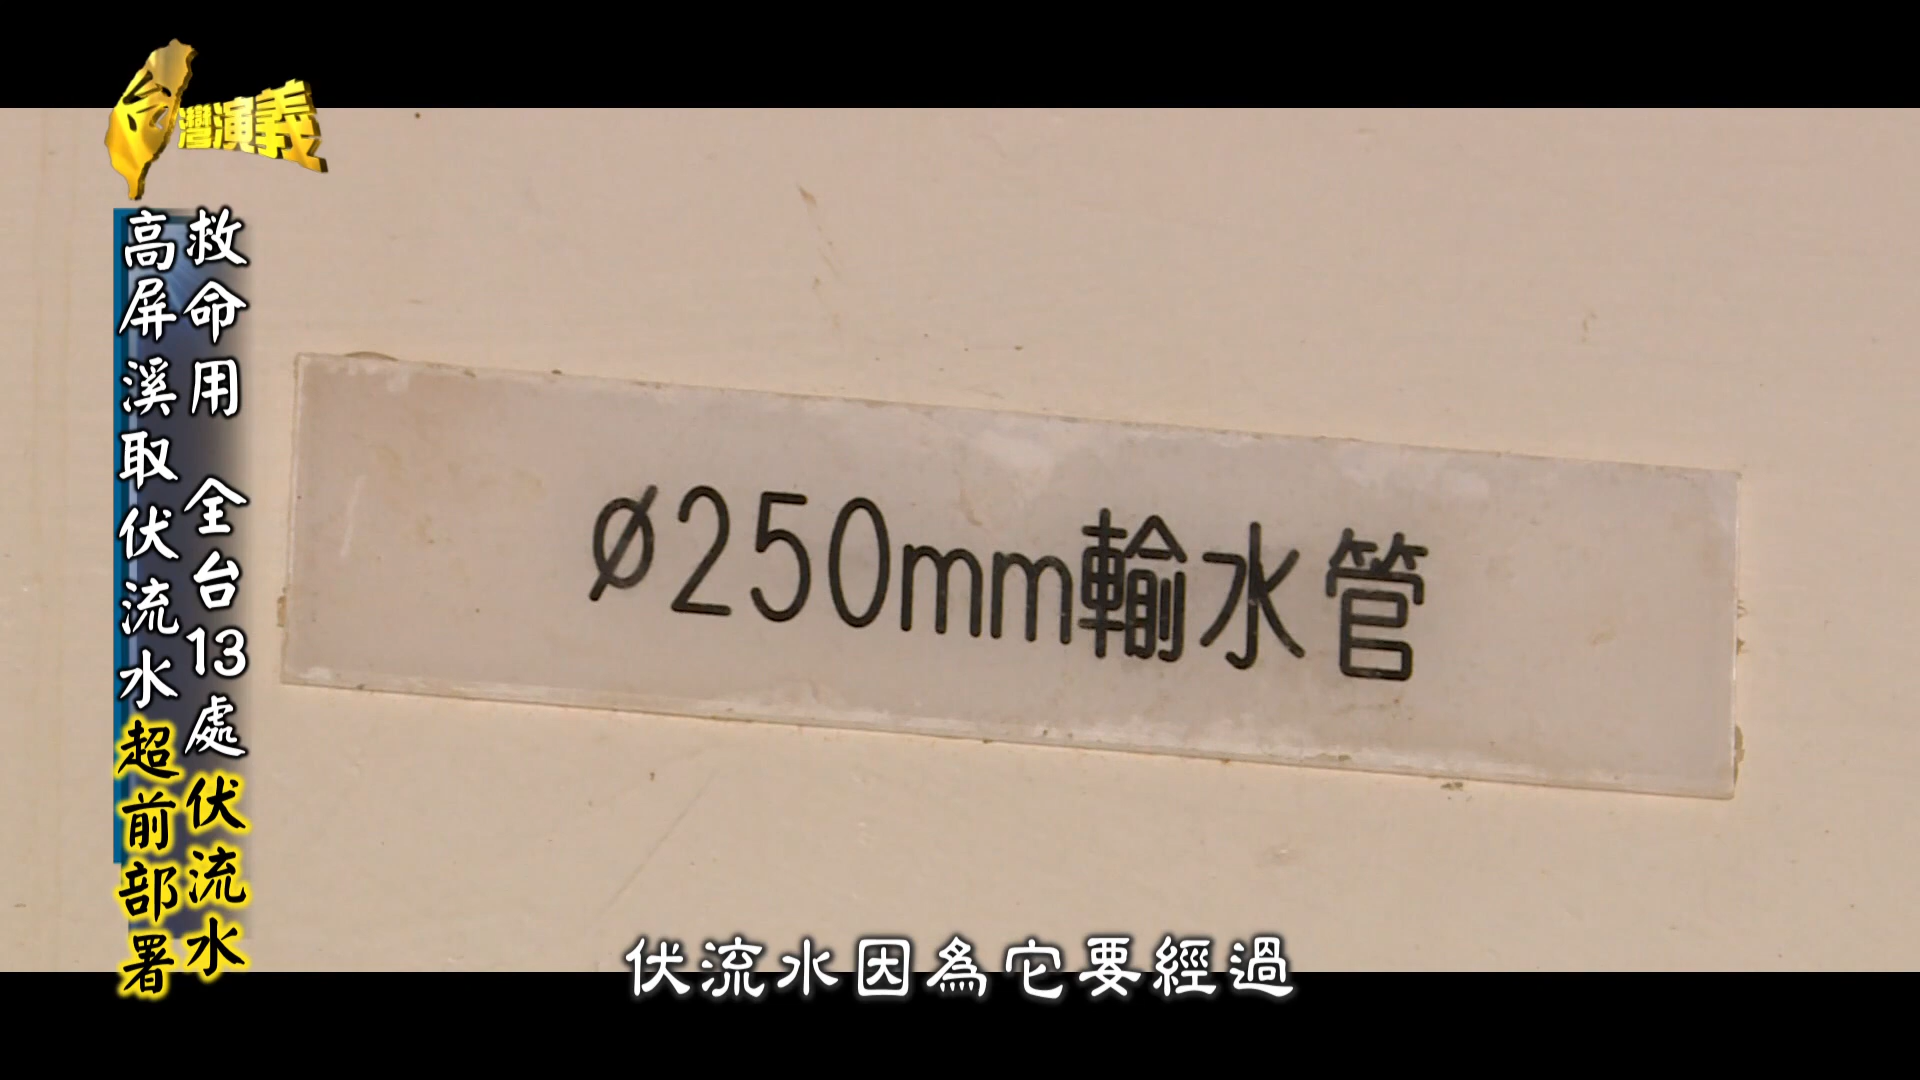 台灣演義
救命用 全台13處伏流水
高屏溪取伏流水超前部署
ø250mm輸水管
伏流水因為它要經過